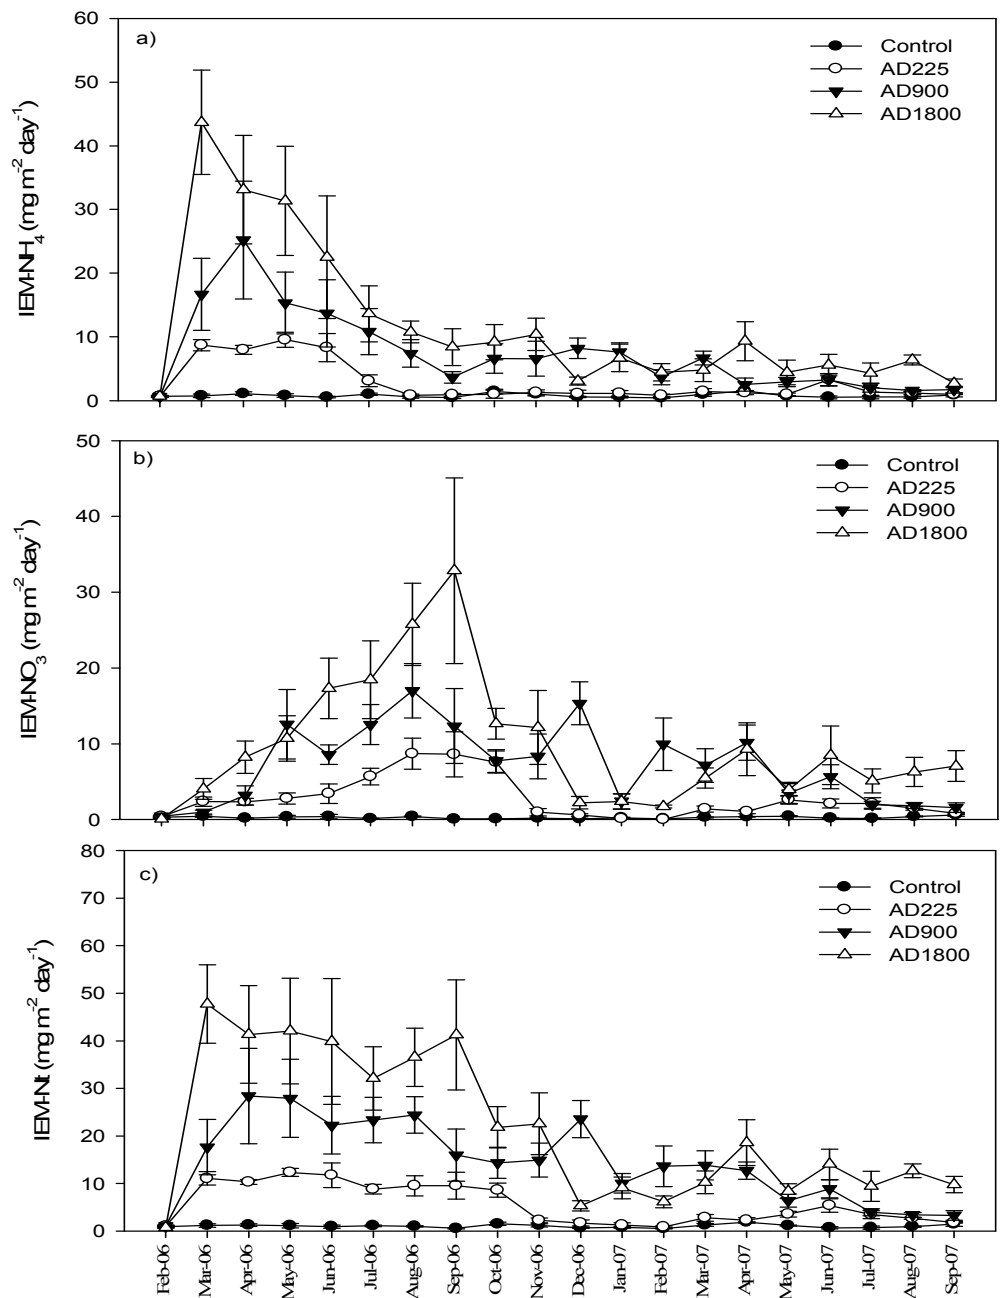 a)
Control
AD225
AD900
AD1800
60
50
40
30
20
10
0
IEM-NH4 (mg m-2 day-1)
b)
Control
AD225
AD900
AD1800
50
40
30
20
10
0
IEM-NO3 (mg m-2 day-1)
c)
Control
AD225
AD900
AD1800
80
70
60
50
40
30
20
10
0
IEM-Nt (mg m-2 day-1)
Feb-06
Mar-06
Apr-06
May-06
Jun-06
Jul-06
Aug-06
Sep-06
Oct-06
Nov-06
Dec-06
Jan-07
Feb-07
Mar-07
Apr-07
May-07
Jun-07
Jul-07
Aug-07
Sep-07